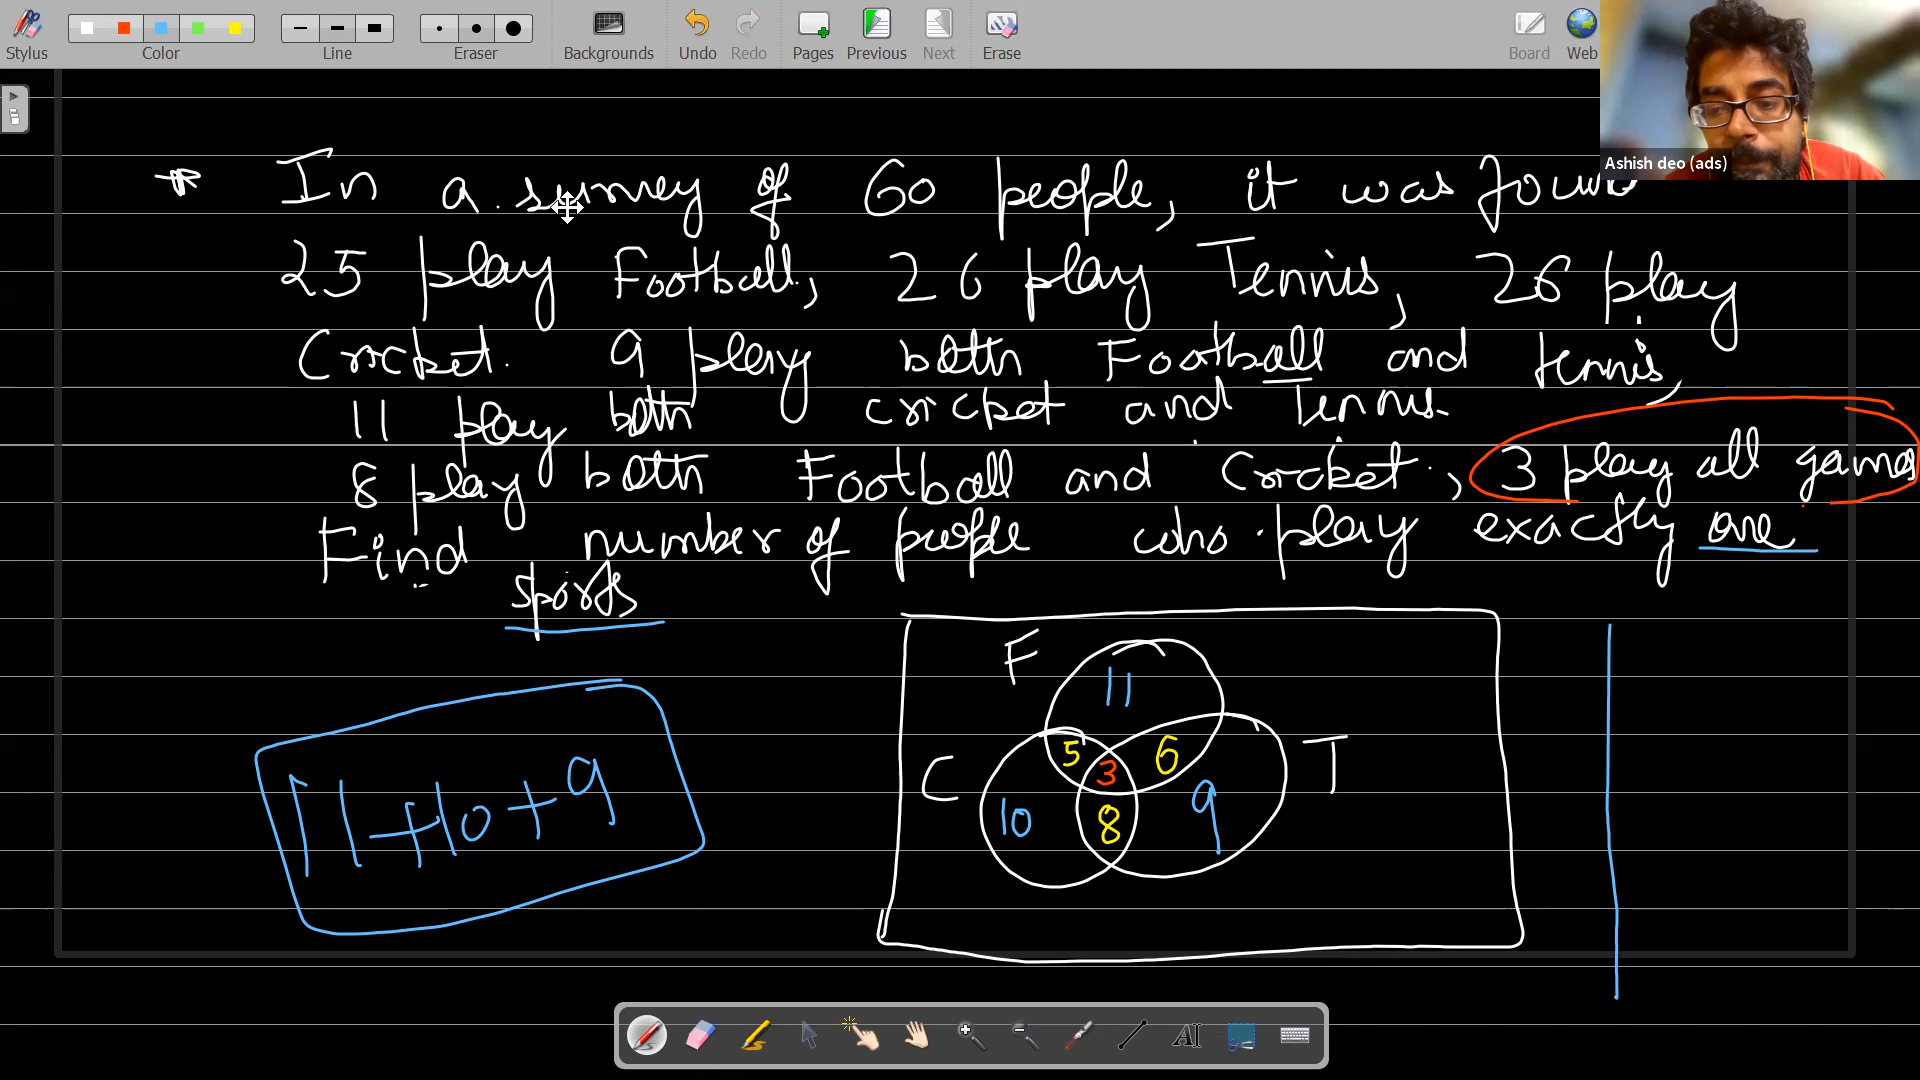 Stylus Color Line Eraser Backgrounds Undo Redo Pages Previous Next Erase Board Web
Ashish deo (ads)
In a survey of 60 people, it was found
25 play Football, 26 play Tennis, 26 play
Cricket. 9 play both Football and tennis,
11 play both cricket and Tennis.
8 play both Football and Cricket, 3 play all games
Find number of people who play exactly one
sports
F
11
5 3 6
C T
10 8 9
11+10+9
AI